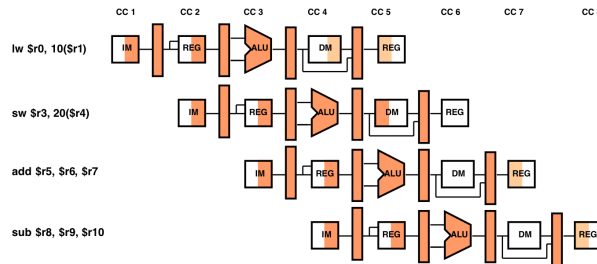 CC 1 CC 2 CC 3 CC 4 CC 5 CC 6 CC 7 CC
lw $r0, 10($r1) IM REG ALU DM REG
sw $r3, 20($r4) IM REG ALU DM REG
add $r5, $r6, $r7 IM REG ALU DM REG
sub $r8, $r9, $r10 IM REG ALU DM REG